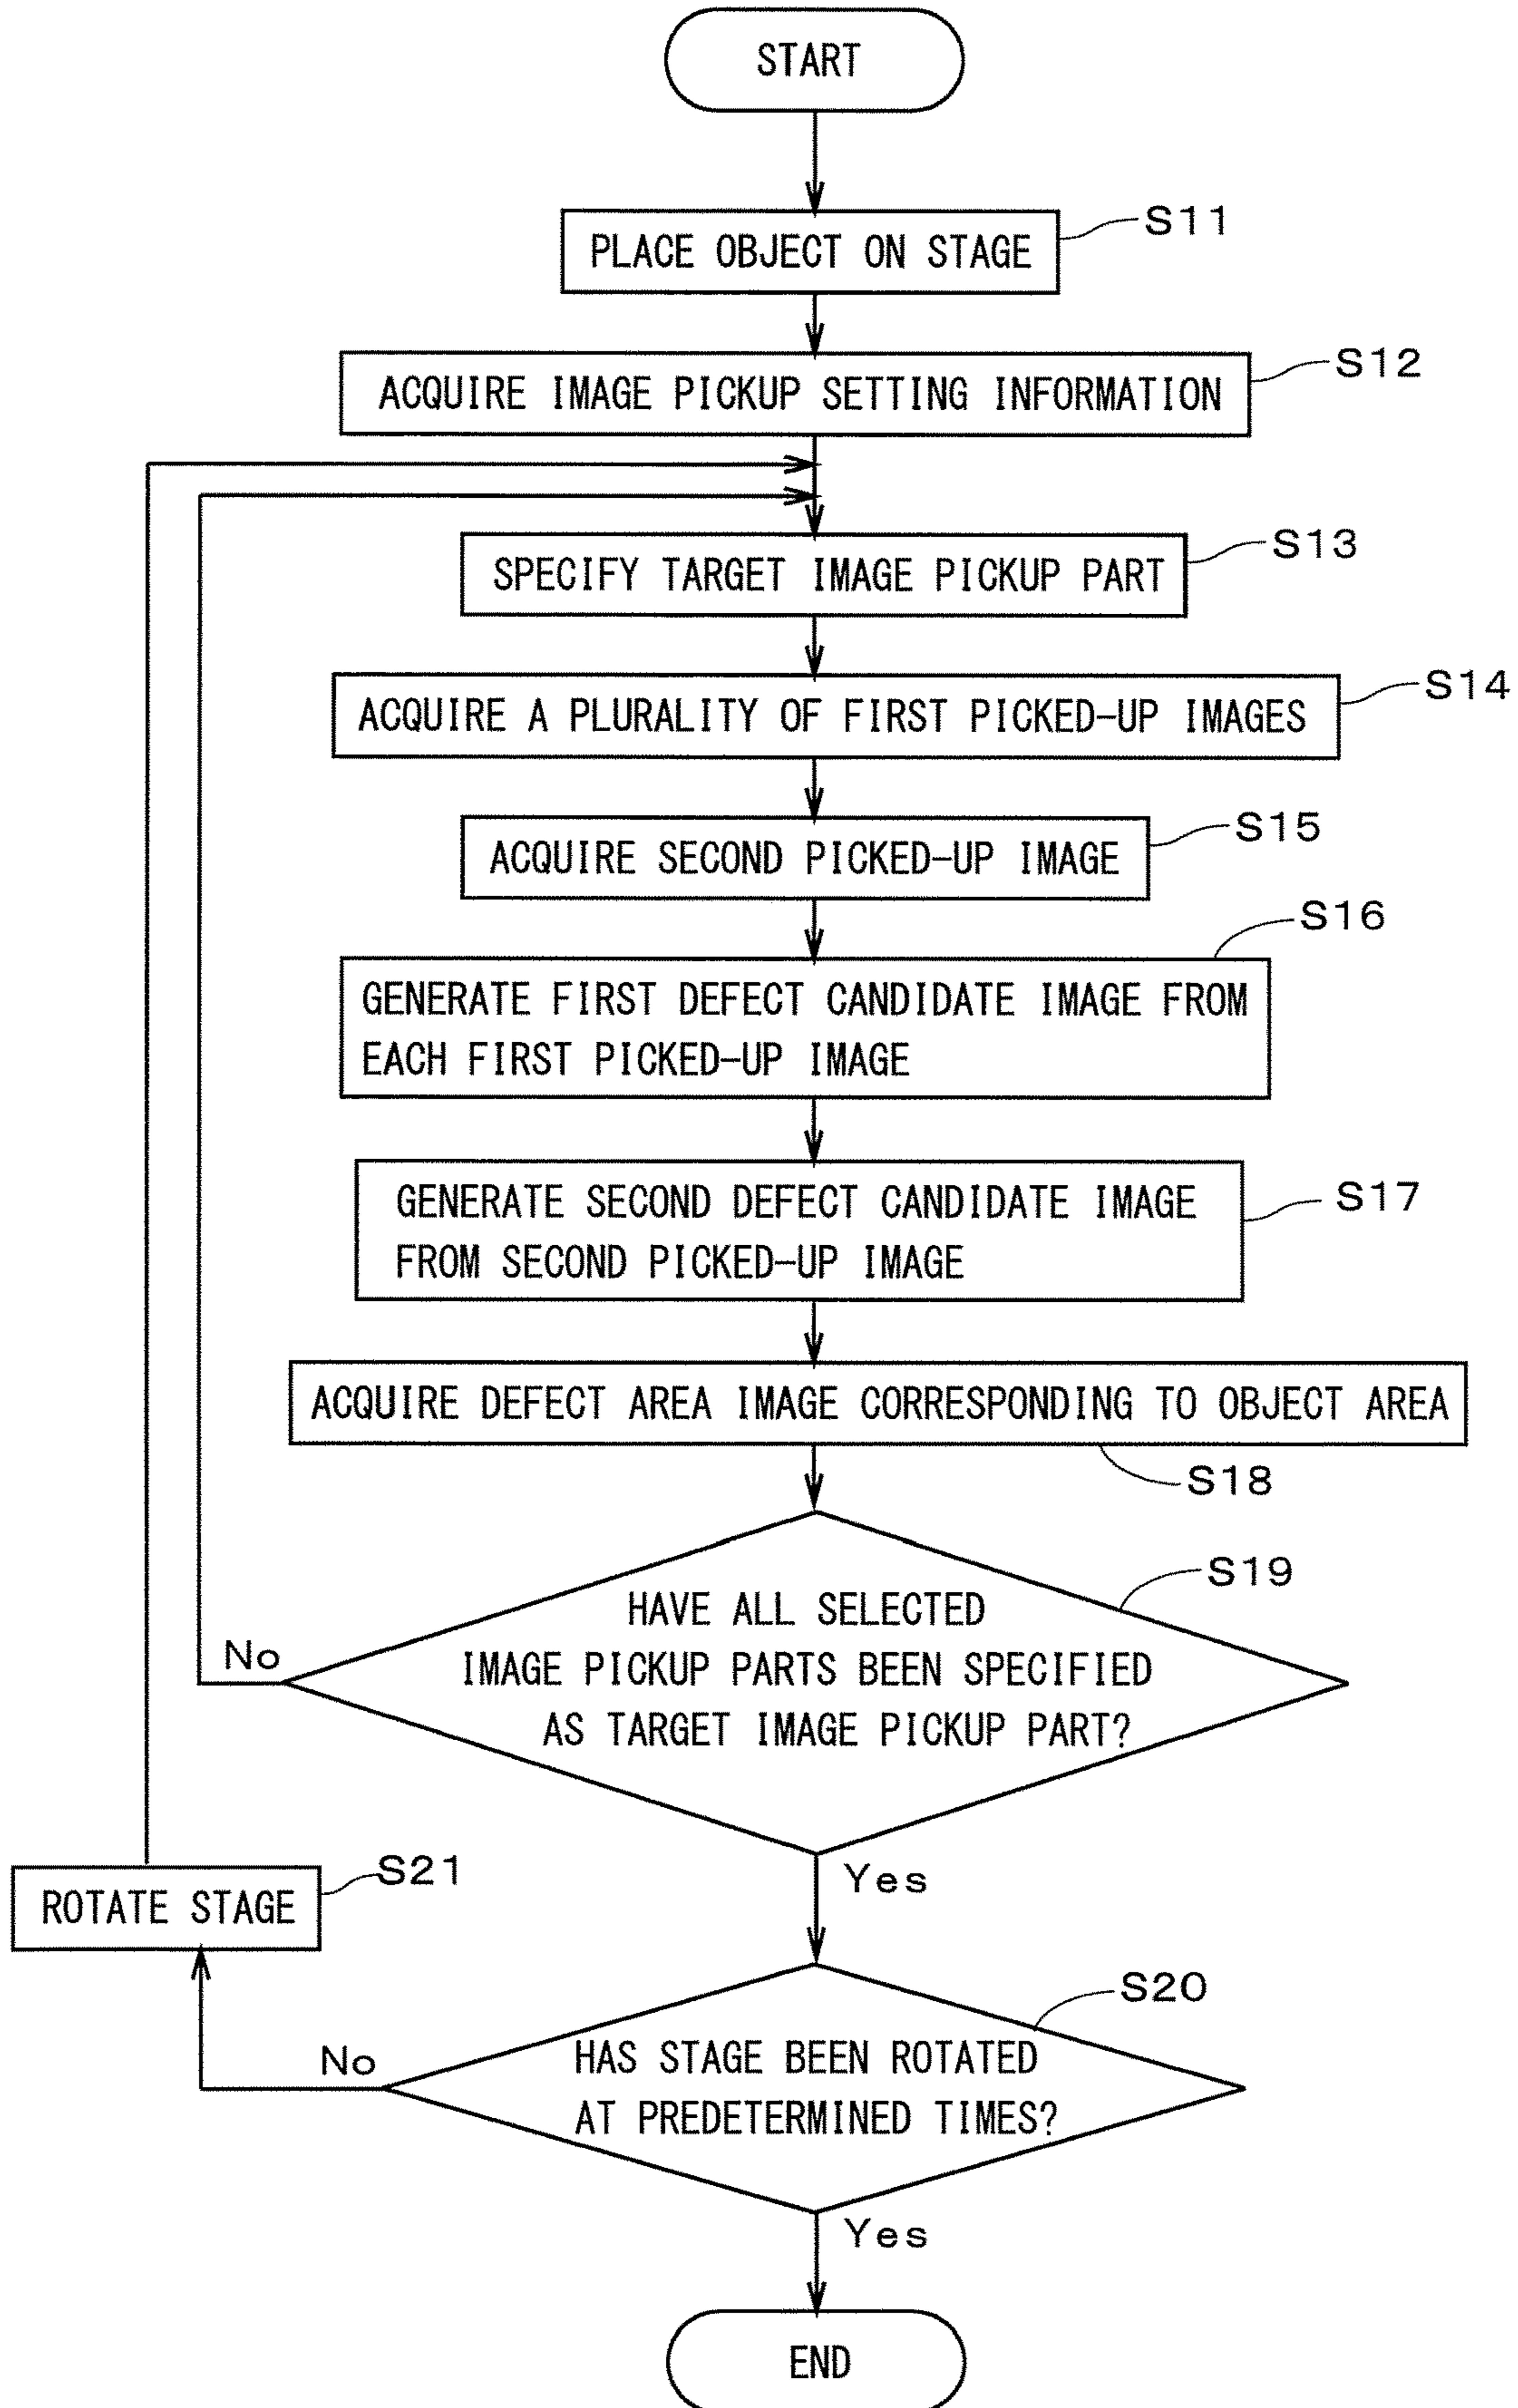 START
S11
PLACE OBJECT ON STAGE
S12
ACQUIRE IMAGE PICKUP SETTING INFORMATION
S13
SPECIFY TARGET IMAGE PICKUP PART
S14
ACQUIRE A PLURALITY OF FIRST PICKED-UP IMAGES
S15
ACQUIRE SECOND PICKED-UP IMAGE
S16
GENERATE FIRST DEFECT CANDIDATE IMAGE FROM
EACH FIRST PICKED-UP IMAGE
S17
GENERATE SECOND DEFECT CANDIDATE IMAGE
FROM SECOND PICKED-UP IMAGE
ACQUIRE DEFECT AREA IMAGE CORRESPONDING TO OBJECT AREA
S18
S19
HAVE ALL SELECTED
IMAGE PICKUP PARTS BEEN SPECIFIED
AS TARGET IMAGE PICKUP PART?
No
Yes
S21
ROTATE STAGE
S20
HAS STAGE BEEN ROTATED
AT PREDETERMINED TIMES?
No
Yes
END